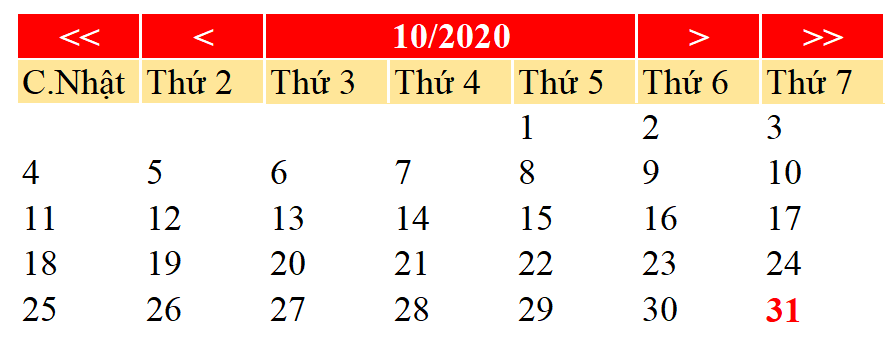 << < 10/2020 > >>
C.Nhật Thứ 2 Thứ 3 Thứ 4 Thứ 5 Thứ 6 Thứ 7
1 2 3
4 5 6 7 8 9 10
11 12 13 14 15 16 17
18 19 20 21 22 23 24
25 26 27 28 29 30 31